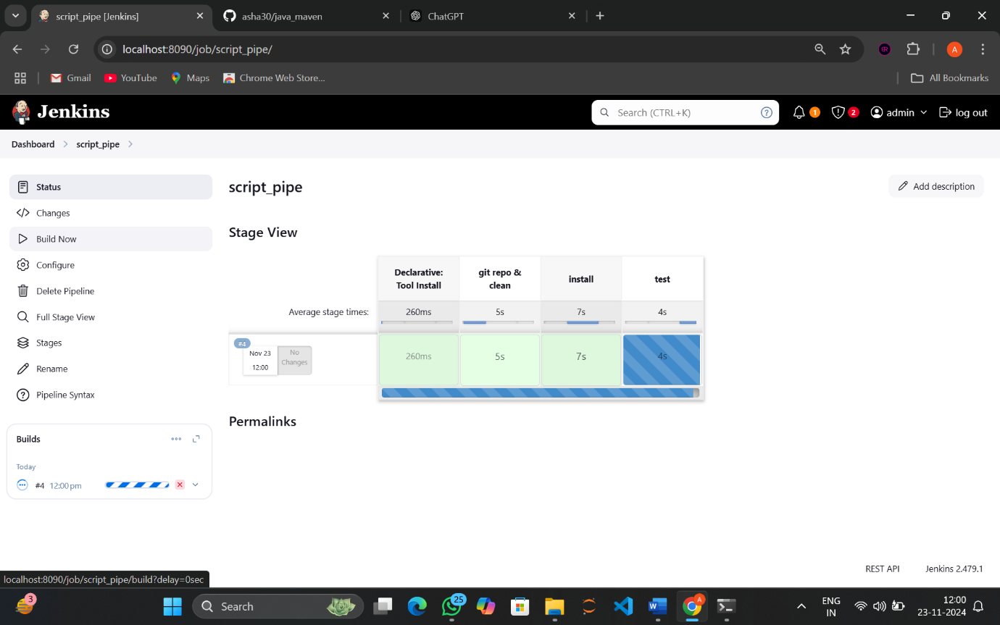 script_pipe [Jenkins]
asha30/java_maven
ChatGPT
localhost:8090/job/script_pipe/
A
Gmail
YouTube
Maps
Chrome Web Store...
All Bookmarks
Jenkins
Search (CTRL+K)
?
1
2
admin
log out
Dashboard
script_pipe
Status
Changes
Build Now
Configure
Delete Pipeline
Full Stage View
Stages
Rename
Pipeline Syntax
script_pipe
Add description
Stage View
Declarative:
Tool Install
git repo &
clean
install
test
Average stage times:
260ms
5s
7s
4s
#4
Nov 23
12:00
No
Changes
260ms
5s
7s
4s
Permalinks
Builds
Today
#4 12:00 pm
REST API
Jenkins 2.479.1
localhost:8090/job/script_pipe/build?delay=0sec
3
Search
25
A
ENG
IN
12:00
23-11-2024